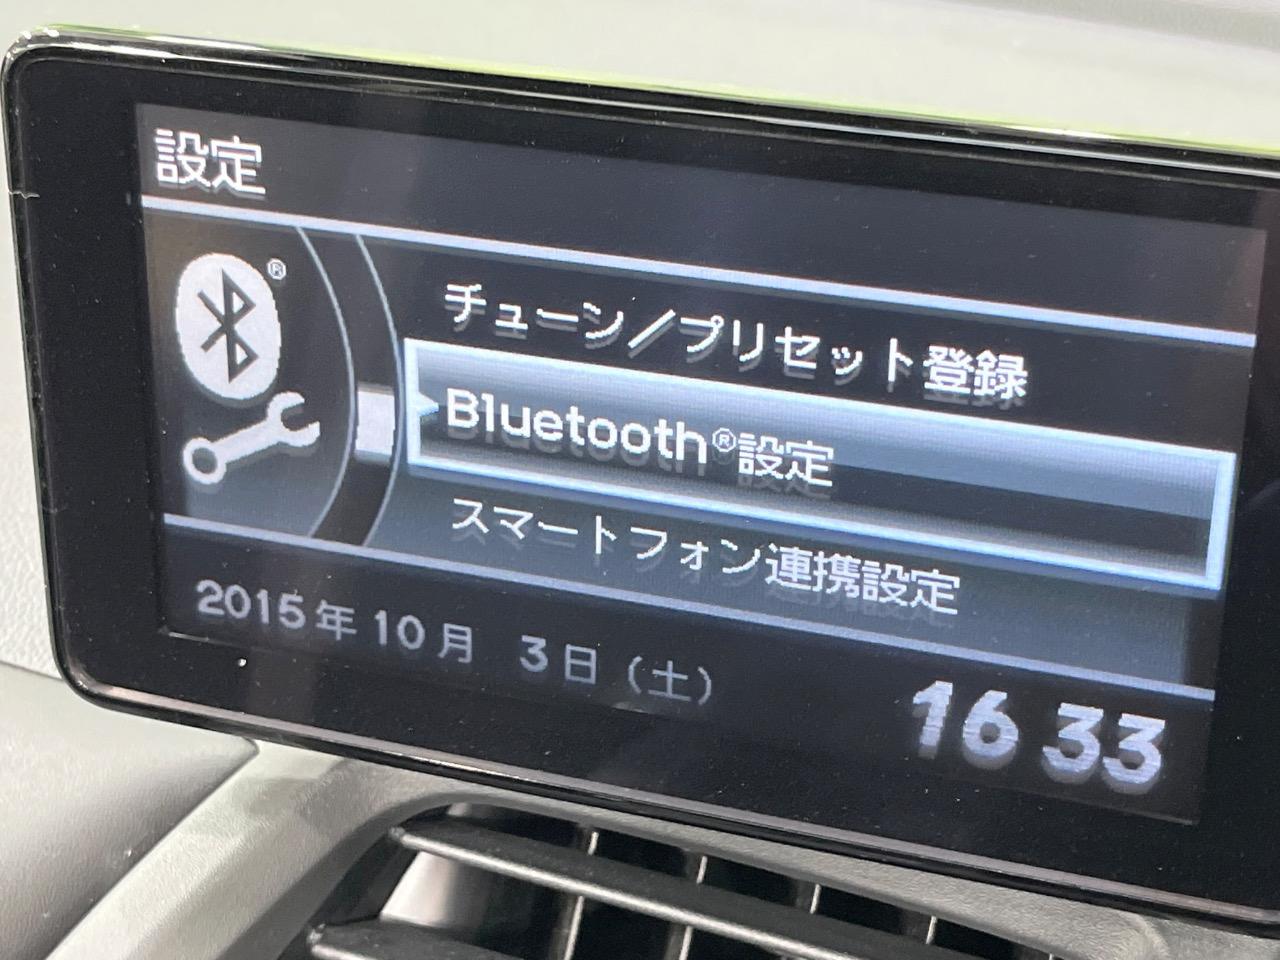 設定
®
チューン／プリセット登録
Bluetooth®設定
スマートフォン連携設定
2015年10月 3日（土）
16 33